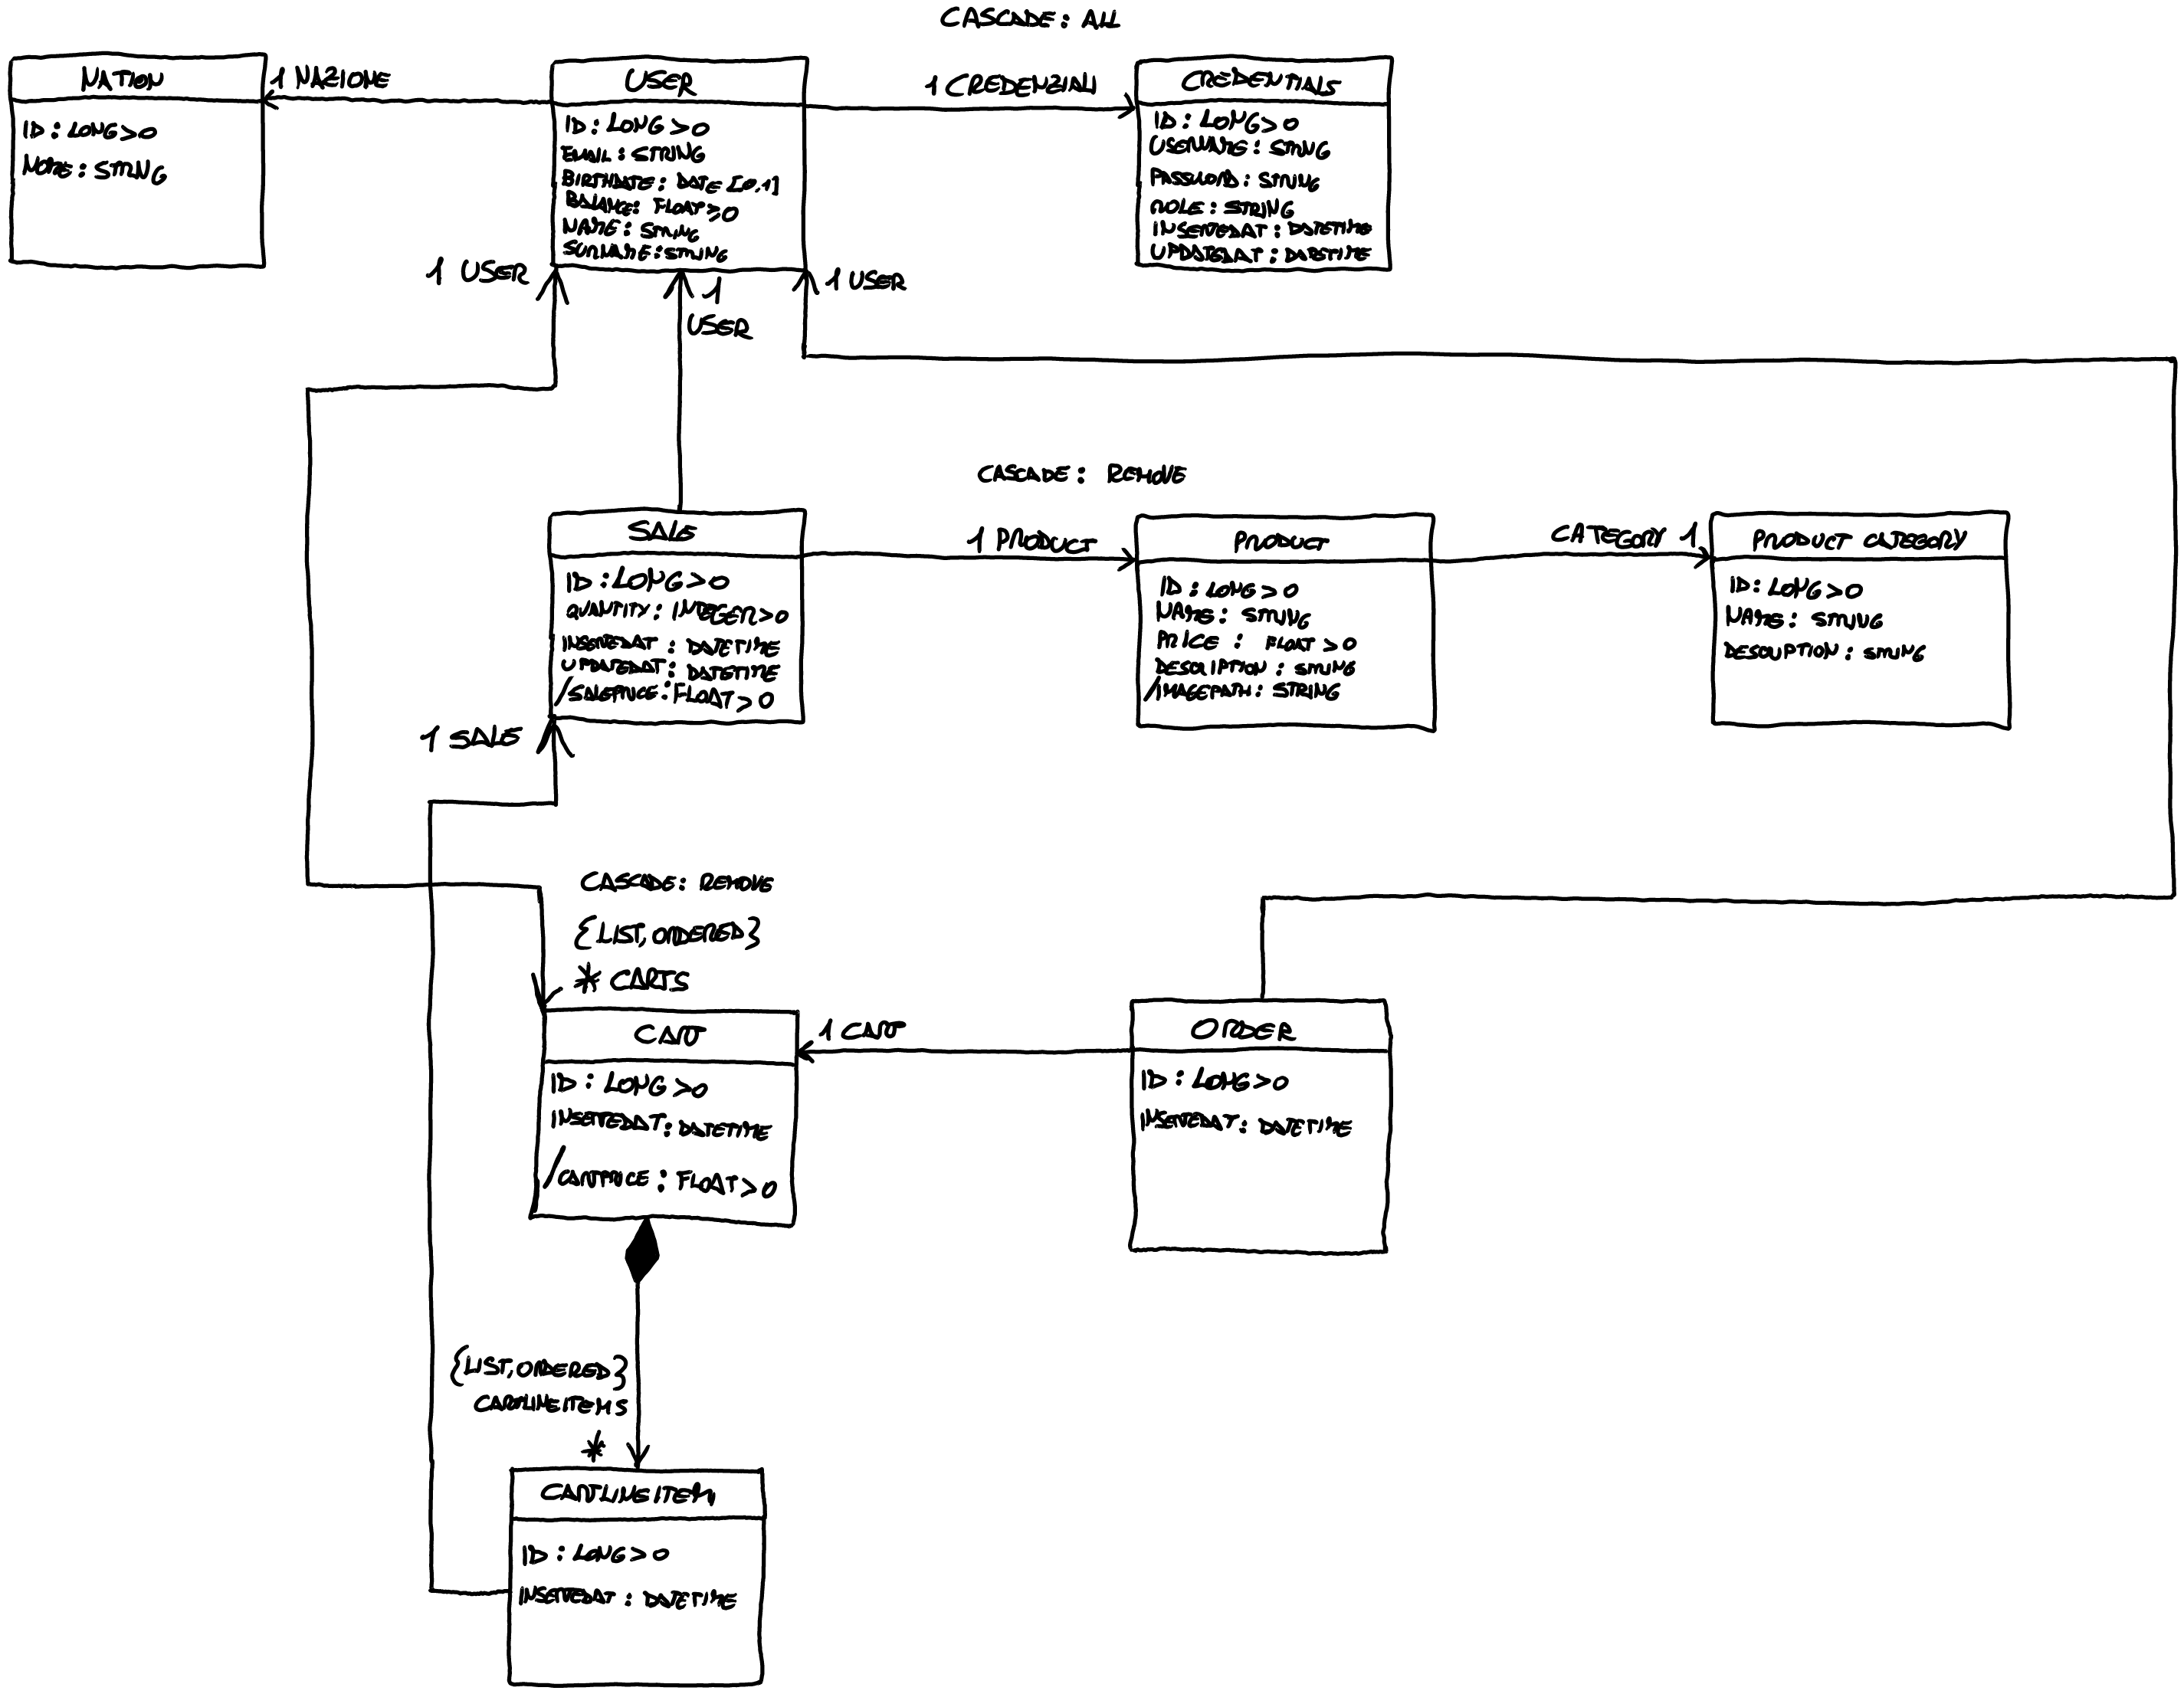 CASCADE: ALL
NATION
ID: LONG>0
NOME: STRING
1 NAZIONE
USER
ID: LONG>0
EMAIL: STRING
BIRTHDATE: DATE [0,1]
BALANCE: FLOAT≥0
NAME: STRING
SURNAME: STRING
1 CREDENZIALI
CREDENTIALS
ID: LONG>0
USERNAME: STRING
PASSWORD: STRING
ROLE: STRING
INSERTEDAT: DATETIME
UPDATEDAT: DATETIME
1 USER
1
USER
1 USER
CASCADE: REMOVE
SALE
ID: LONG>0
QUANTITY: INTEGER>0
INSERTEDAT: DATETIME
UPDATEDAT: DATETIME
/SALEPRICE: FLOAT>0
1 PRODUCT
PRODUCT
ID: LONG>0
NAME: STRING
PRICE: FLOAT>0
DESCRIPTION: STRING
/IMAGEPATH: STRING
CATEGORY 1
PRODUCT CATEGORY
ID: LONG>0
NAME: STRING
DESCRIPTION: STRING
1 SALE
CASCADE: REMOVE
{LIST, ORDERED}
* CARTS
CART
ID: LONG>0
INSERTEDAT: DATETIME
/CARTPRICE: FLOAT>0
1 CART
ORDER
ID: LONG>0
INSERTEDAT: DATETIME
{LIST, ORDERED}
CARTLINEITEMS
*
CARTLINEITEM
ID: LONG>0
INSERTEDAT: DATETIME